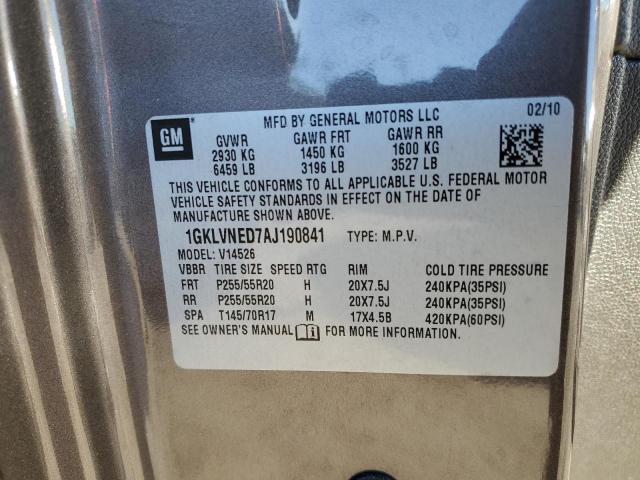 MFD BY GENERAL MOTORS LLC 02/10
GM
GVWR GAWR FRT GAWR RR
2930 KG 1450 KG 1600 KG
6459 LB 3196 LB 3527 LB
THIS VEHICLE CONFORMS TO ALL APPLICABLE U.S. FEDERAL MOTOR
VEHICLE SAFETY STANDARDS IN EFFECT ON THE DATE OF
MANUFACTURE SHOWN ABOVE.
1GKLVNED7AJ190841 TYPE: M.P.V.
MODEL: V14526
VBBR TIRE SIZE SPEED RTG RIM COLD TIRE PRESSURE
FRT P255/55R20 H 20X7.5J 240KPA(35PSI)
RR P255/55R20 H 20X7.5J 240KPA(35PSI)
SPA T145/70R17 M 17X4.5B 420KPA(60PSI)
SEE OWNER'S MANUAL FOR MORE INFORMATION.